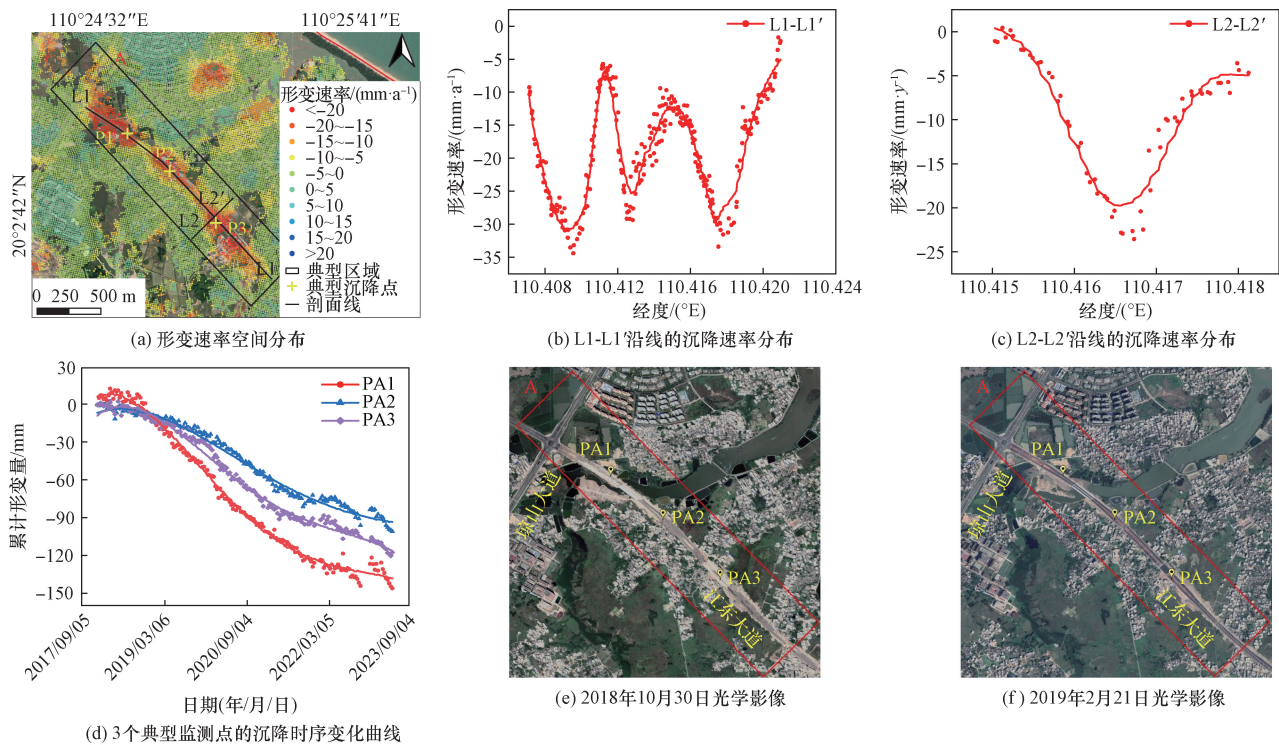 110°24′32″E
110°25′41″E
20°2′42″N
A
L1
P1
P2
L2′
L2
P3
L1
形变速率/(mm·a⁻¹)
<−20
−20~−15
−15~−10
−10~−5
−5~0
0~5
5~10
10~15
15~20
>20
典型区域
典型沉降点
剖面线
0 250 500 m
(a) 形变速率空间分布
L1-L1′
形变速率/(mm·a⁻¹)
0
−5
−10
−15
−20
−25
−30
−35
110.408 110.412 110.416 110.420 110.424
经度/(°E)
(b) L1-L1′沿线的沉降速率分布
L2-L2′
形变速率/(mm·y⁻¹)
0
−5
−10
−15
−20
−25
110.415 110.416 110.417 110.418
经度/(°E)
(c) L2-L2′沿线的沉降速率分布
PA1
PA2
PA3
累计形变量/mm
30
0
−30
−60
−90
−120
−150
2017/09/05
2019/03/06
2020/09/04
2022/03/05
2023/09/04
日期(年/月/日)
(d) 3个典型监测点的沉降时序变化曲线
A
PA1
PA2
PA3
琼山大道
江东大道
(e) 2018年10月30日光学影像
A
PA1
PA2
PA3
琼山大道
江东大道
(f) 2019年2月21日光学影像